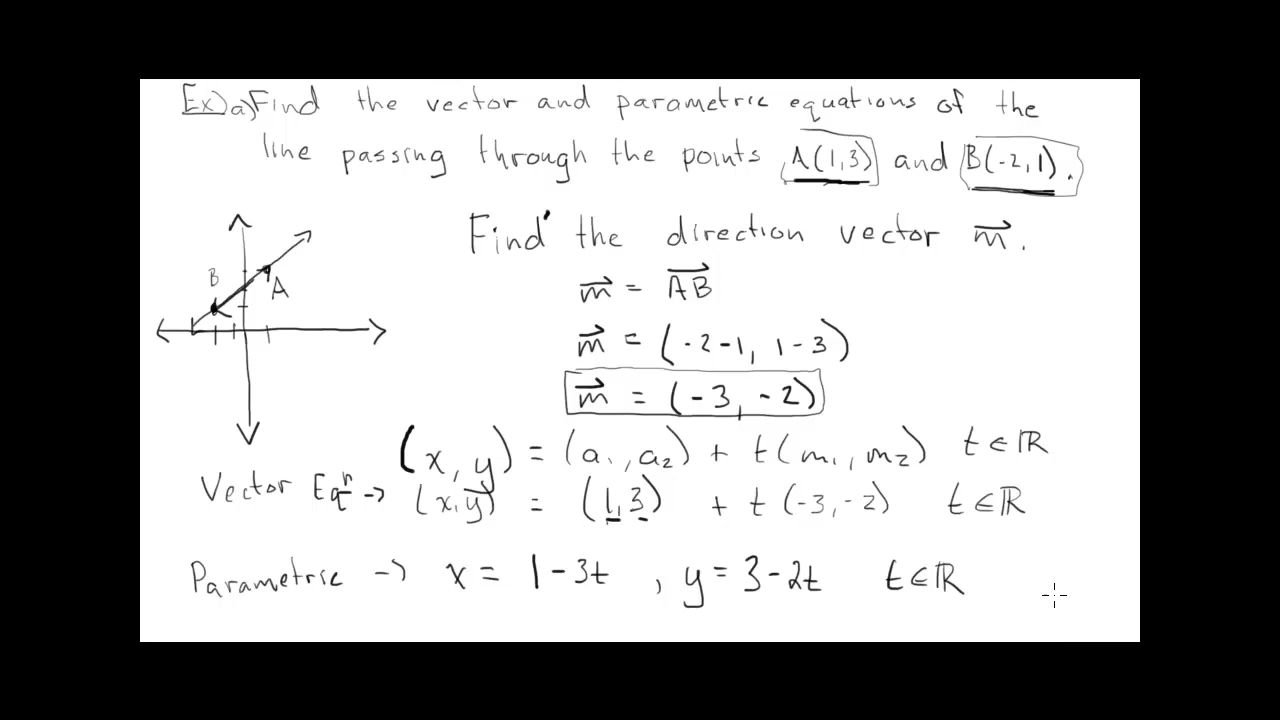 Ex) a) Find the vector and parametric equations of the
line passing through the points A(1,3) and B(-2,1).
Find the direction vector m⃗.
B
A
m⃗ = AB⃗
m⃗ = (-2-1, 1-3)
m⃗ = (-3, -2)
(x, y) = (a₁, a₂) + t(m₁, m₂) t∈ℝ
Vector Eqⁿ → (x,y) = (1,3) + t(-3,-2) t∈ℝ
Parametric → x = 1-3t , y = 3-2t t∈ℝ